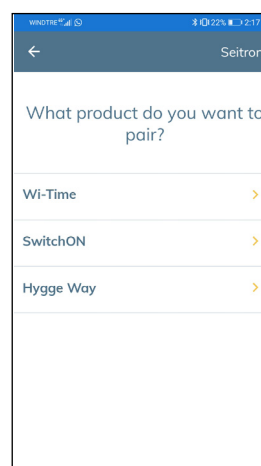 WINDTRE 22% 2:17
Seitron
What product do you want to
pair?
Wi-Time
SwitchON
Hygge Way